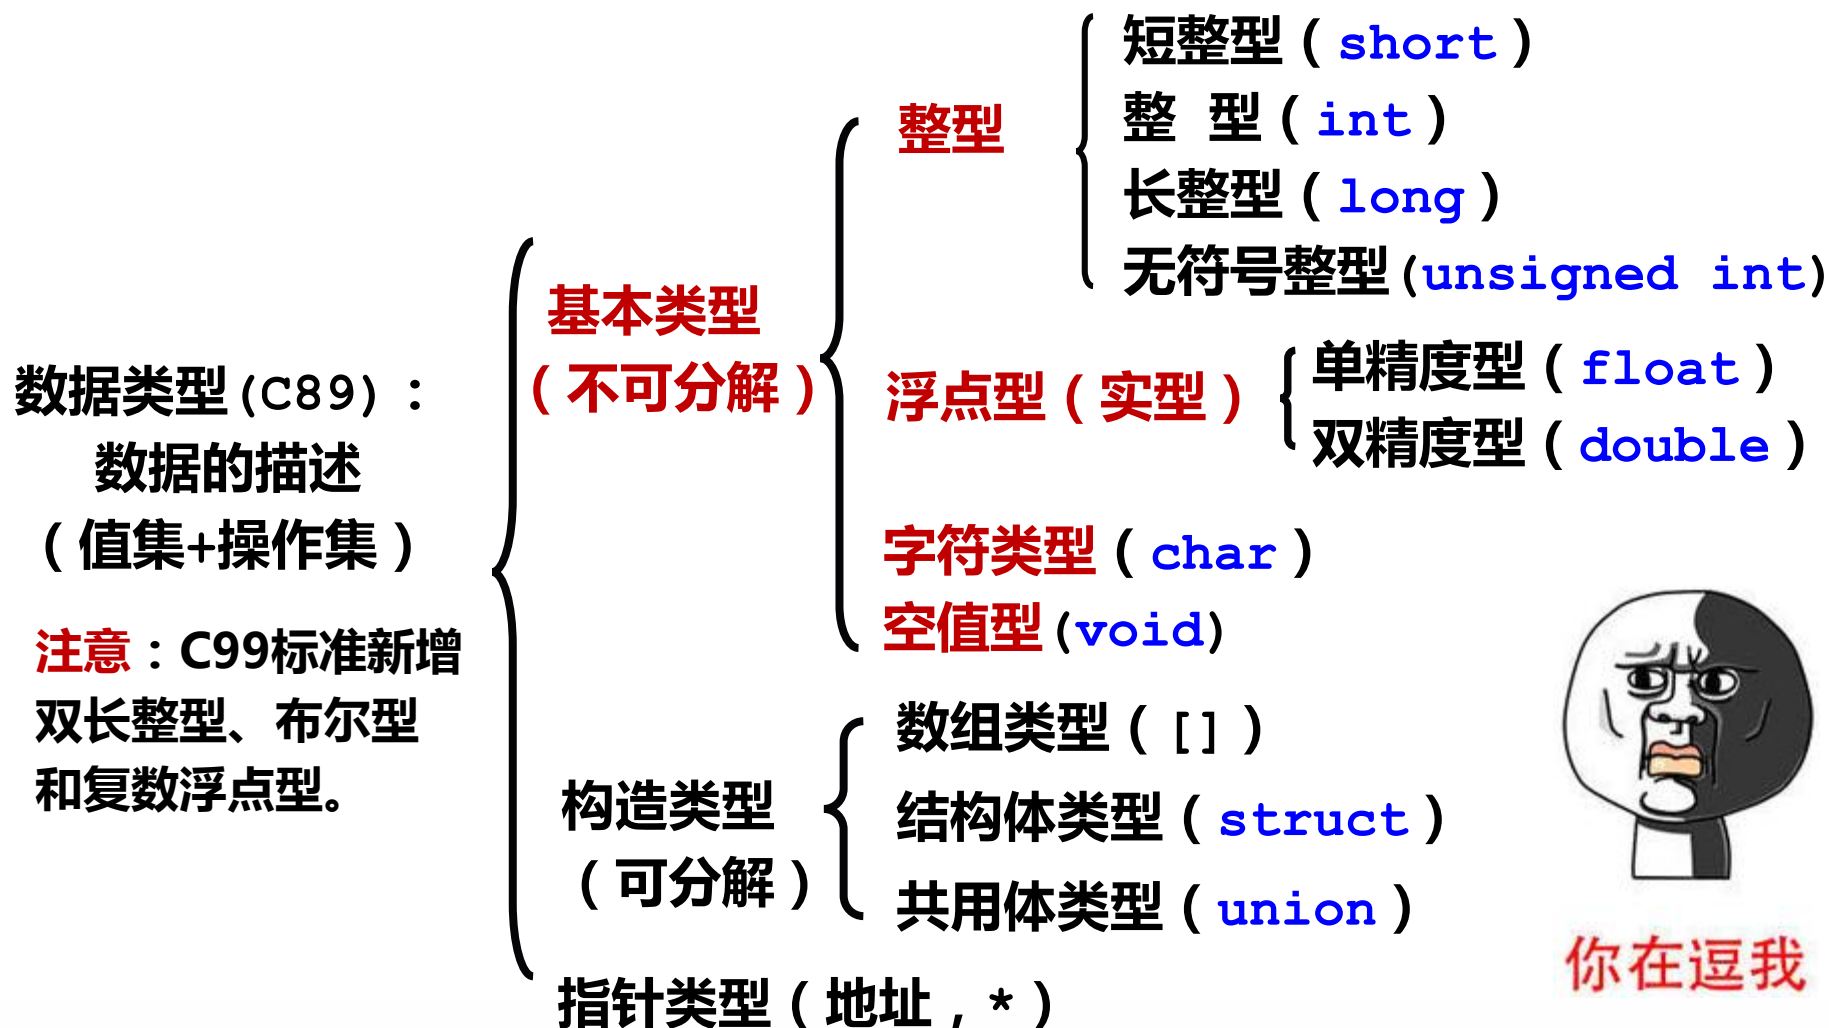 数据类型(C89)：
数据的描述
（值集+操作集）
注意：C99标准新增
双长整型、布尔型
和复数浮点型。
基本类型
（不可分解）
整型
短整型（short）
整 型（int）
长整型（long）
无符号整型(unsigned int)
浮点型（实型）
单精度型（float）
双精度型（double）
字符类型（char）
空值型(void)
构造类型
（可分解）
数组类型（[]）
结构体类型（struct）
共用体类型（union）
指针类型（地址，*）
你在逗我